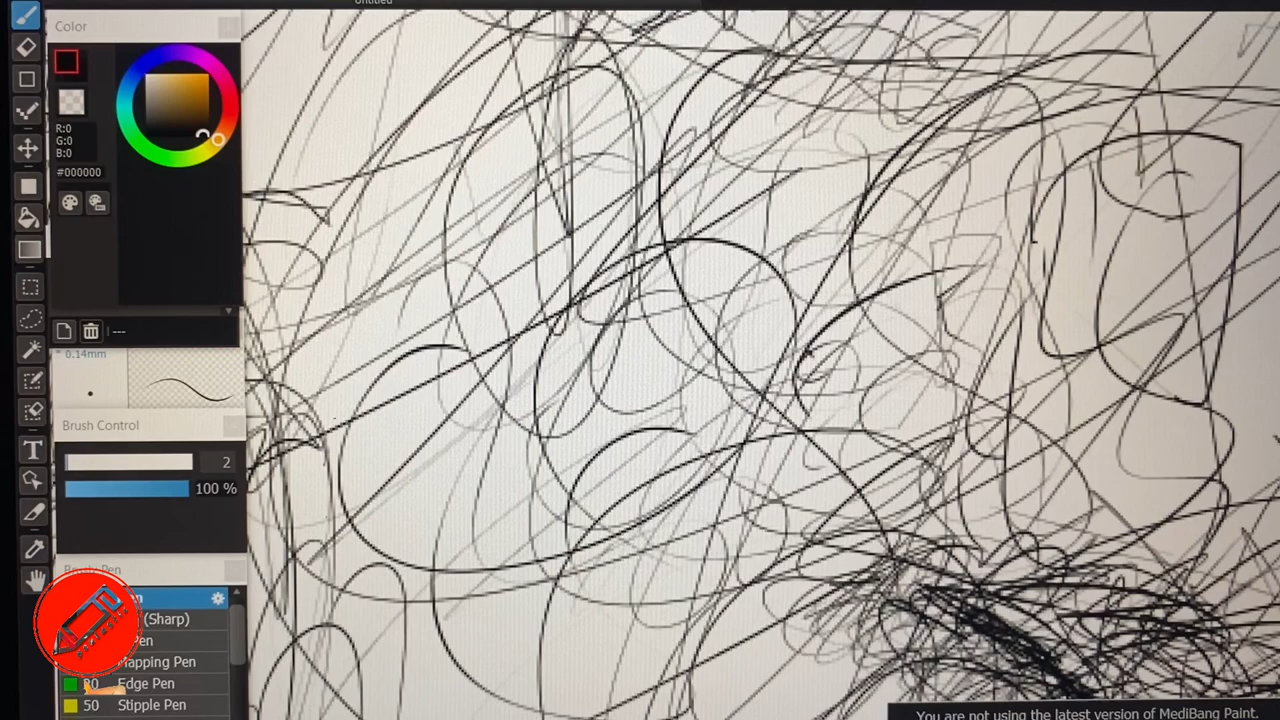 Untitled
Color
R:0
G:0
B:0
#000000
---
0.14mm
Brush Control
2
100 %
(Sharp)
Pen
Mapping Pen
Edge Pen
50 Stipple Pen
T
You are not using the latest version of MediBang Paint.